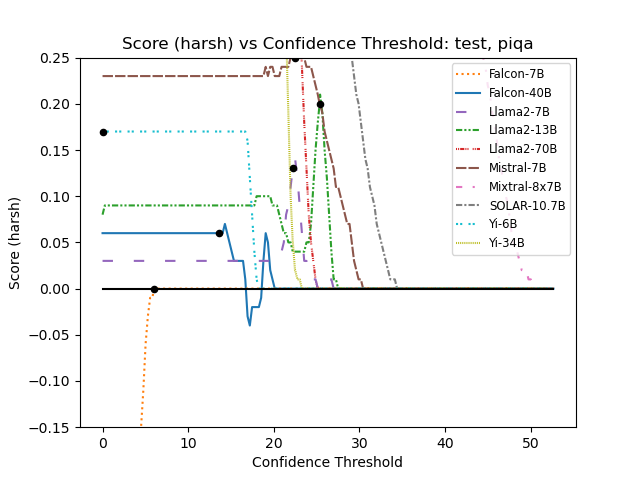 Score (harsh) vs Confidence Threshold: test, piqa
Score (harsh)
0.25
0.20
0.15
0.10
0.05
0.00
−0.05
−0.10
−0.15
Falcon-7B
Falcon-40B
Llama2-7B
Llama2-13B
Llama2-70B
Mistral-7B
Mixtral-8x7B
SOLAR-10.7B
Yi-6B
Yi-34B
0
10
20
30
40
50
Confidence Threshold